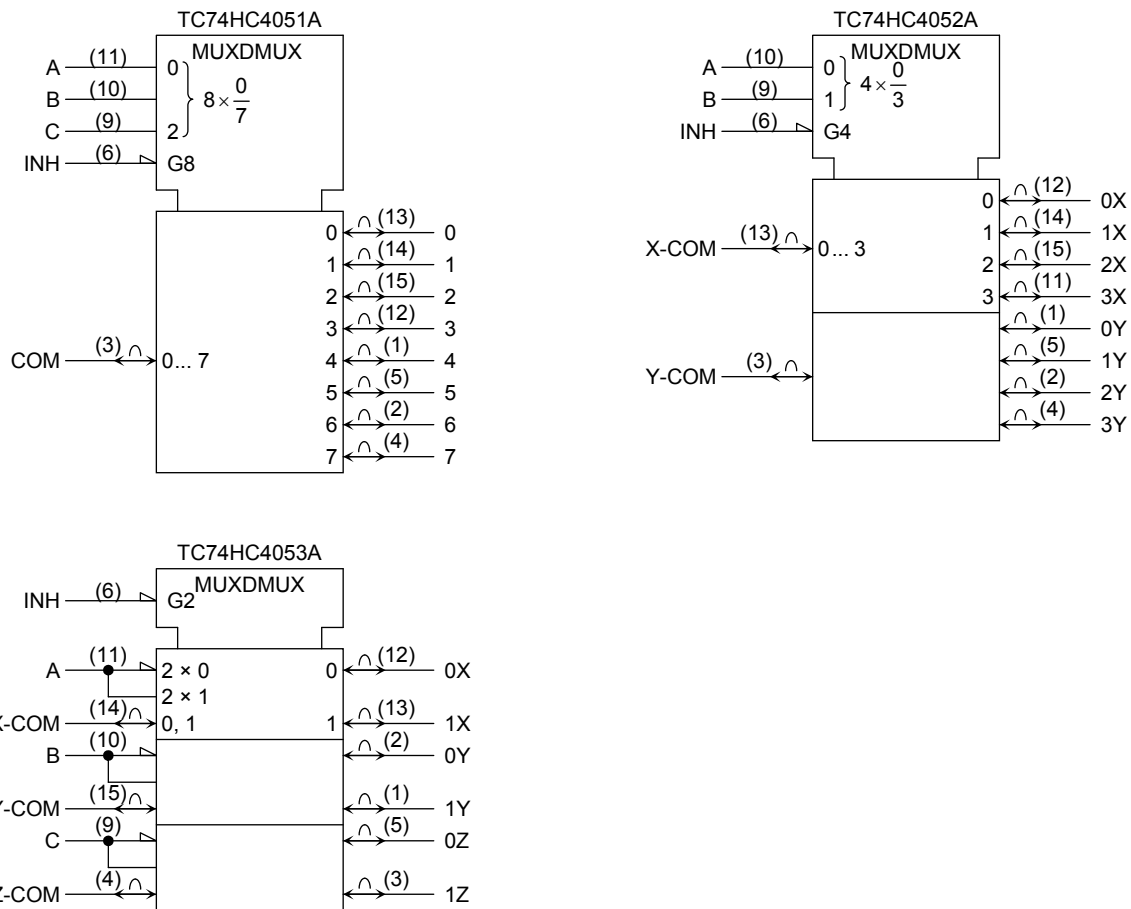 TC74HC4051A
MUXDMUX
A (11) 0
B (10) 8 × 0/7
C (9) 2
INH (6) G8
0 (13) 0
1 (14) 1
2 (15) 2
3 (12) 3
COM (3) 0... 7 4 (1) 4
5 (5) 5
6 (2) 6
7 (4) 7
TC74HC4052A
MUXDMUX
A (10) 0 4 × 0/3
B (9) 1
INH (6) G4
0 (12) 0X
1 (14) 1X
X-COM (13) 0... 3
2 (15) 2X
3 (11) 3X
(1) 0Y
(5) 1Y
Y-COM (3)
(2) 2Y
(4) 3Y
TC74HC4053A
MUXDMUX
INH (6) G2
A (11) 2 × 0 0 (12) 0X
2 × 1
X-COM (14) 0, 1 1 (13) 1X
B (10) (2) 0Y
Y-COM (15) (1) 1Y
C (9) (5) 0Z
Z-COM (4) (3) 1Z